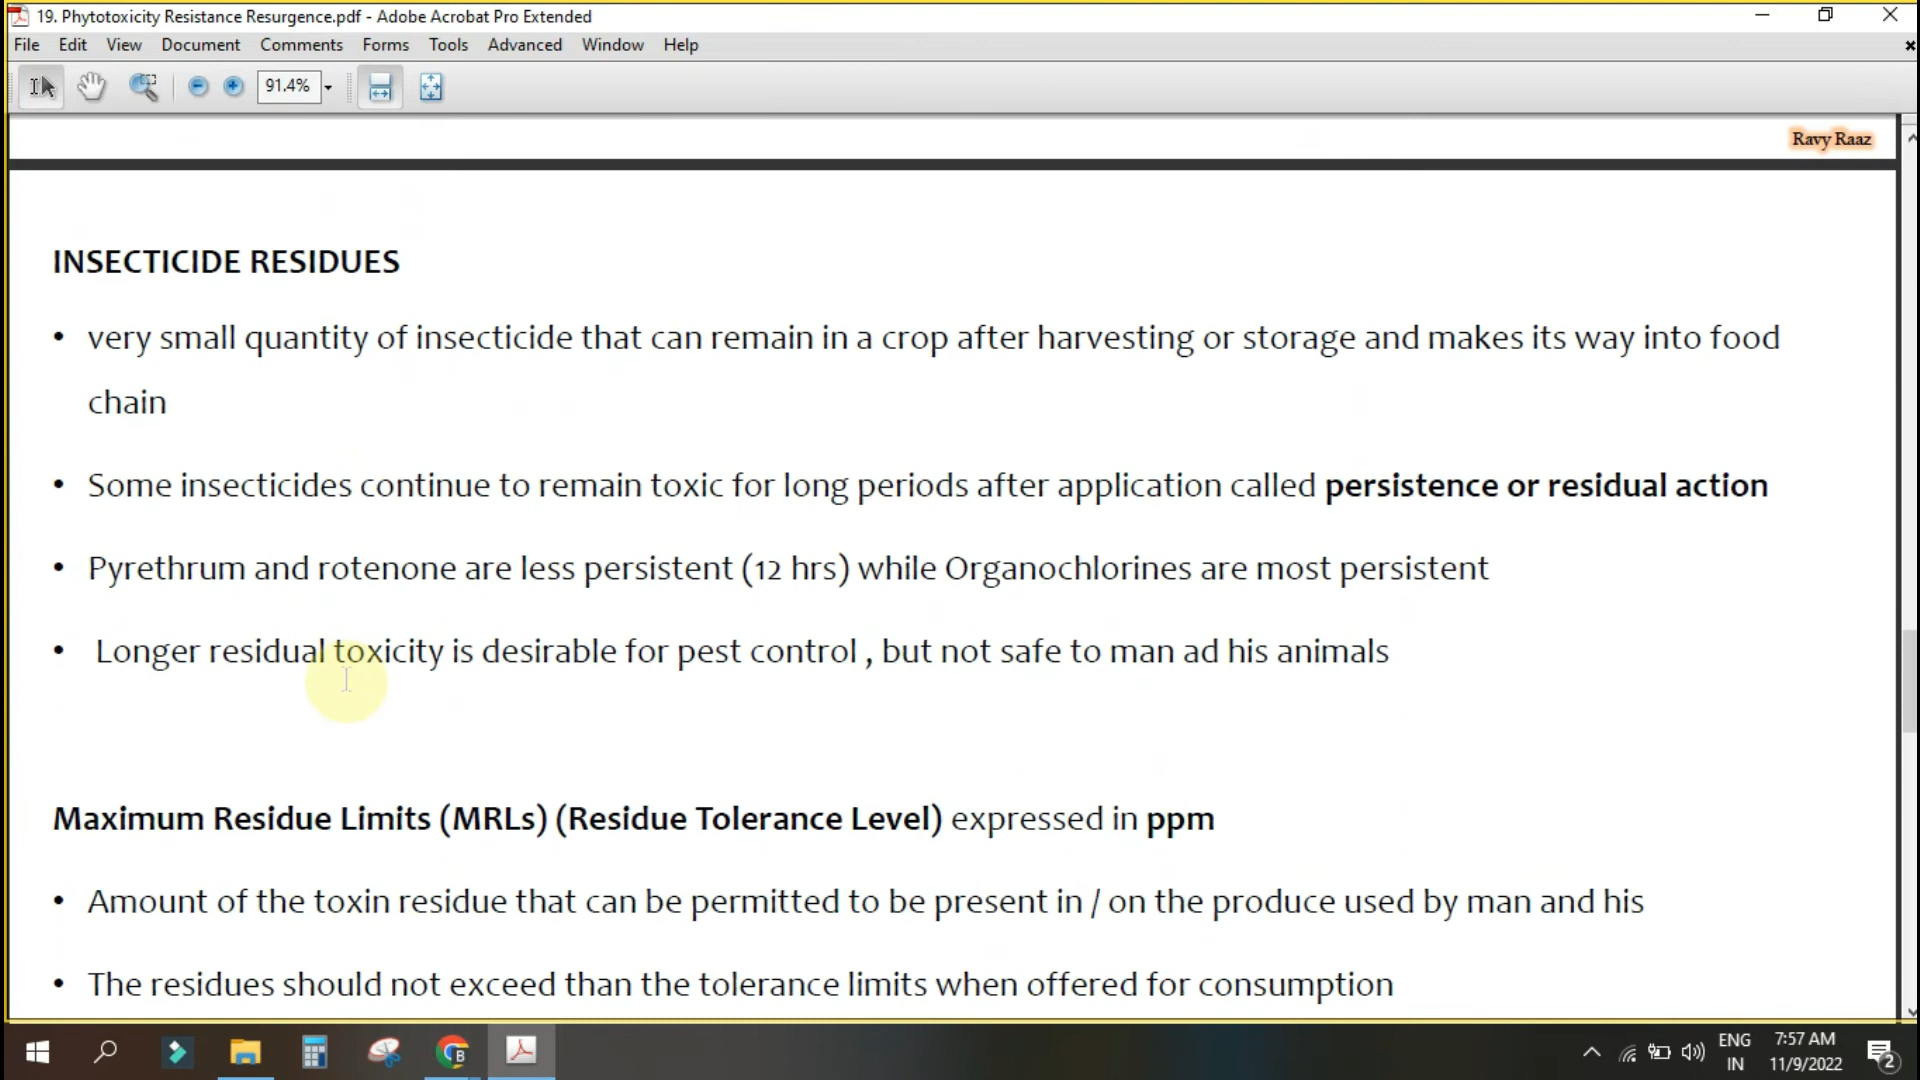 19. Phytotoxicity Resistance Resurgence.pdf - Adobe Acrobat Pro Extended
File Edit View Document Comments Forms Tools Advanced Window Help
91.4%
Ravy Raaz
INSECTICIDE RESIDUES
• very small quantity of insecticide that can remain in a crop after harvesting or storage and makes its way into food
chain
• Some insecticides continue to remain toxic for long periods after application called persistence or residual action
• Pyrethrum and rotenone are less persistent (12 hrs) while Organochlorines are most persistent
• Longer residual toxicity is desirable for pest control , but not safe to man ad his animals
Maximum Residue Limits (MRLs) (Residue Tolerance Level) expressed in ppm
• Amount of the toxin residue that can be permitted to be present in / on the produce used by man and his
• The residues should not exceed than the tolerance limits when offered for consumption
B
ENG
IN
7:57 AM
11/9/2022
2